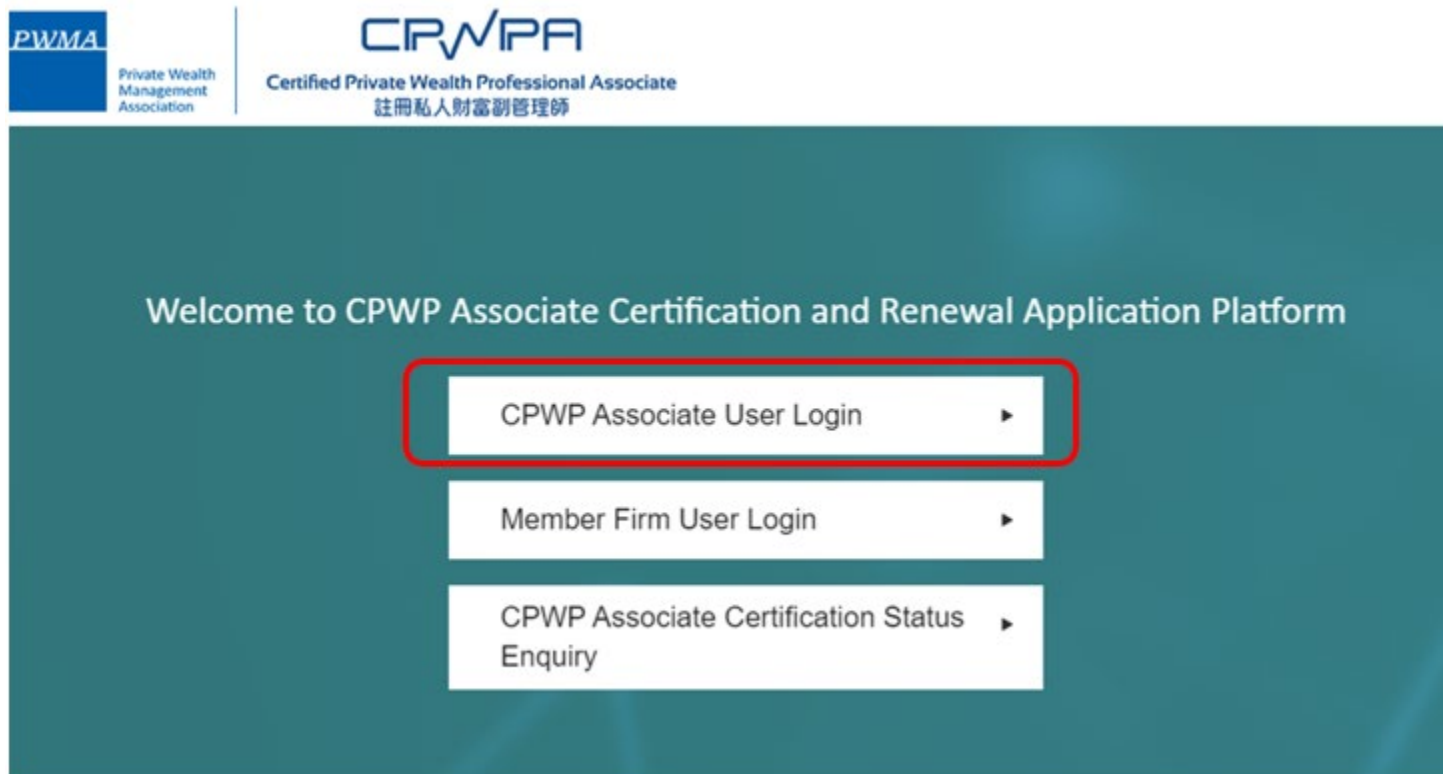 PWMA
Private Wealth
Management
Association
CPWPA
Certified Private Wealth Professional Associate
註冊私人財富副管理師
Welcome to CPWP Associate Certification and Renewal Application Platform
CPWP Associate User Login
Member Firm User Login
CPWP Associate Certification Status
Enquiry